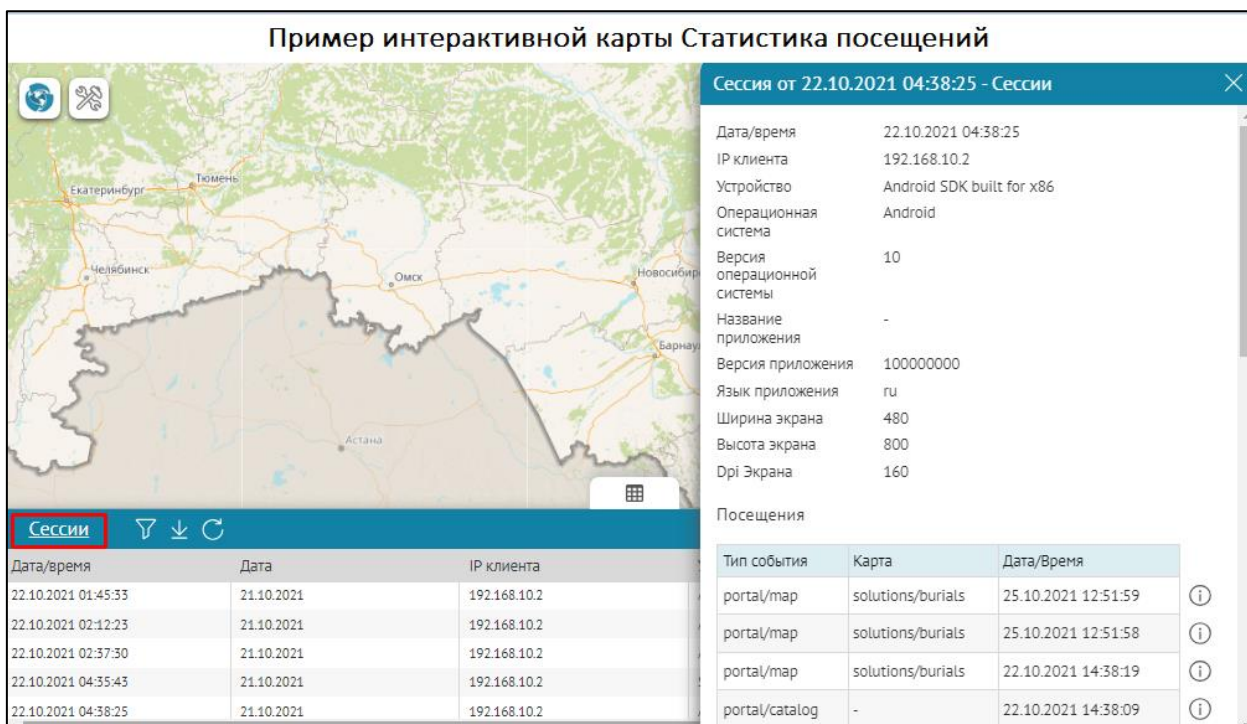 Пример интерактивной карты Статистика посещений
Екатеринбург
Тюмень
Челябинск
Омск
Новосибир
Барнау
Астана
Сессии
Дата/время Дата IP клиента
22.10.2021 01:45:33 21.10.2021 192.168.10.2
22.10.2021 02:12:23 21.10.2021 192.168.10.2
22.10.2021 02:37:30 21.10.2021 192.168.10.2
22.10.2021 04:35:43 21.10.2021 192.168.10.2
22.10.2021 04:38:25 21.10.2021 192.168.10.2
Сессия от 22.10.2021 04:38:25 - Сессии
Дата/время 22.10.2021 04:38:25
IP клиента 192.168.10.2
Устройство Android SDK built for x86
Операционная Android
система
Версия 10
операционной
системы
Название -
приложения
Версия приложения 100000000
Язык приложения ru
Ширина экрана 480
Высота экрана 800
Dpi Экрана 160
Посещения
Тип события Карта Дата/Время
portal/map solutions/burials 25.10.2021 12:51:59
portal/map solutions/burials 25.10.2021 12:51:58
portal/map solutions/burials 22.10.2021 14:38:19
portal/catalog - 22.10.2021 14:38:09